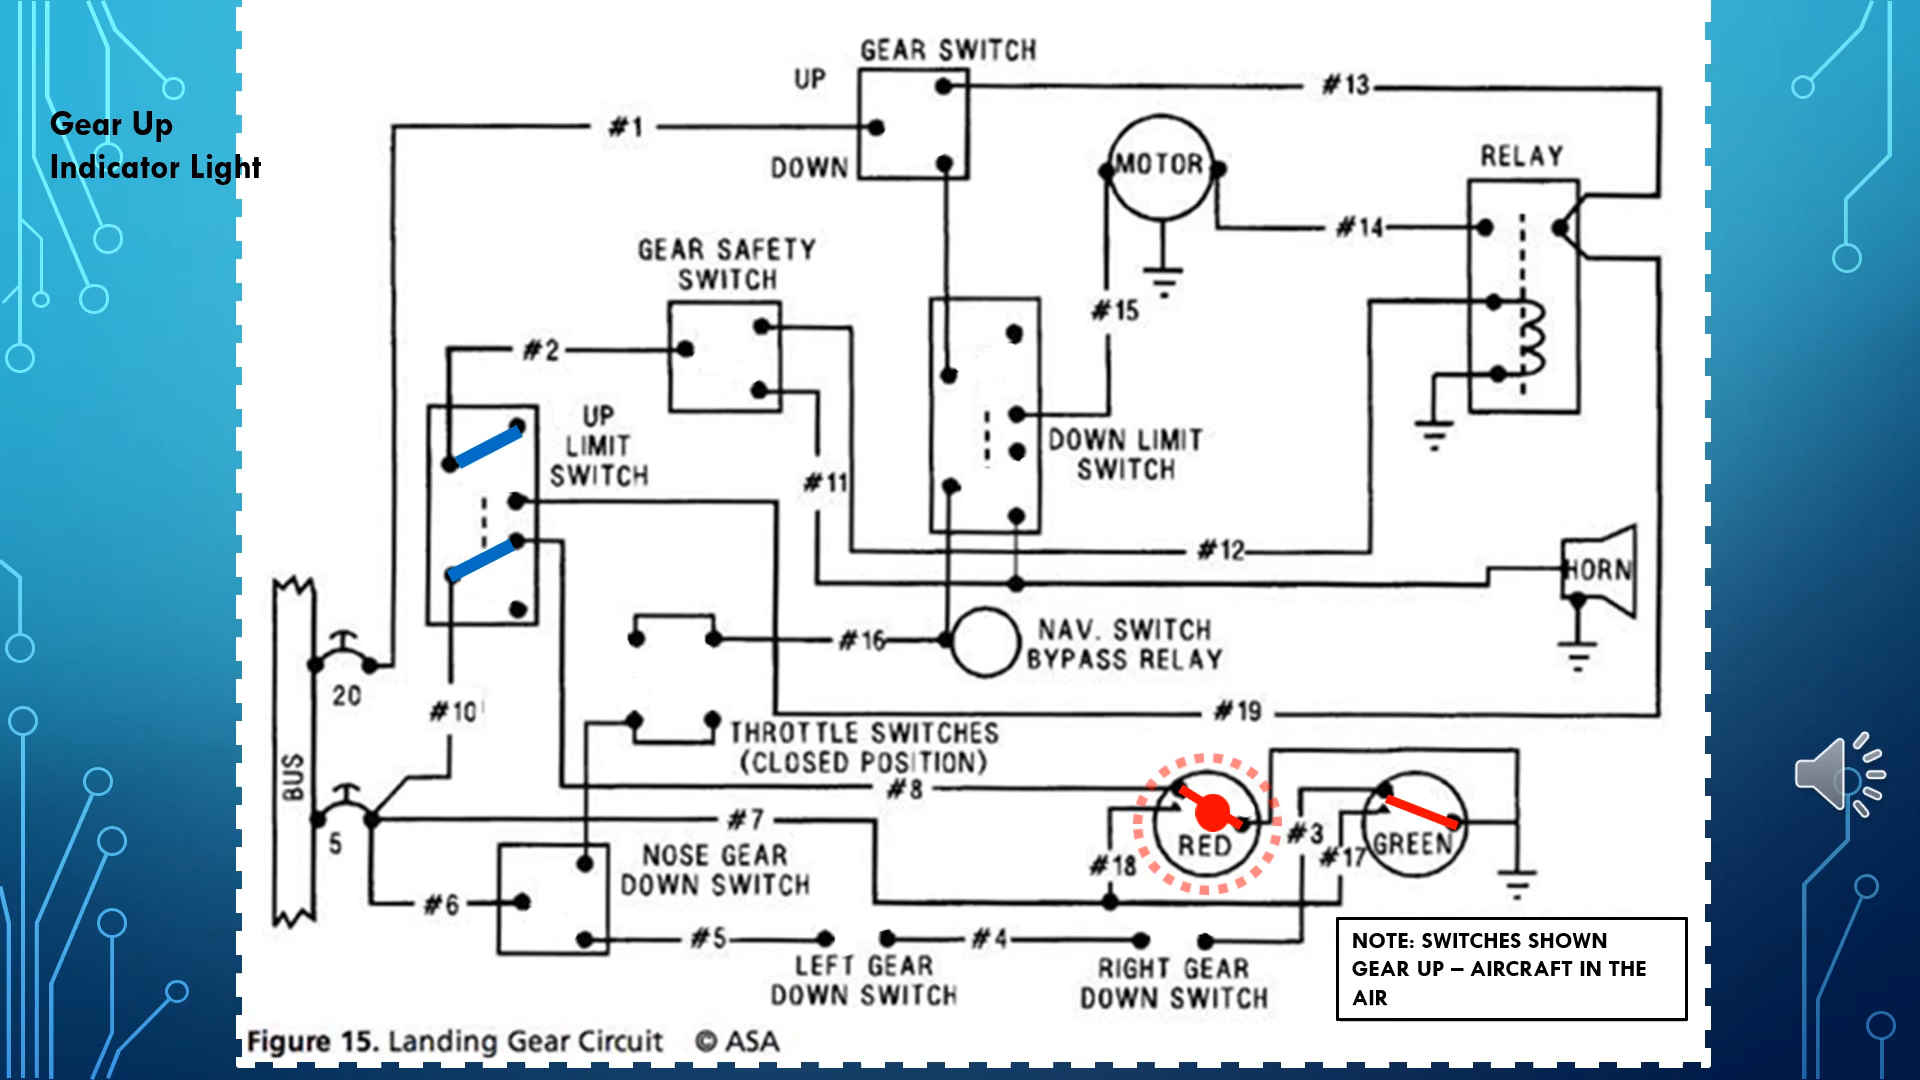 Gear Up
Indicator Light
GEAR SWITCH
UP
#13
#1
DOWN
MOTOR
RELAY
#14
GEAR SAFETY
SWITCH
#15
#2
UP
LIMIT
SWITCH
DOWN LIMIT
SWITCH
#11
#12
HORN
#16
NAV. SWITCH
BYPASS RELAY
20
#10
#19
THROTTLE SWITCHES
(CLOSED POSITION)
BUS
#8
#7
5
RED
#3
#17
GREEN
#18
NOSE GEAR
DOWN SWITCH
#6
#5
#4
LEFT GEAR
DOWN SWITCH
RIGHT GEAR
DOWN SWITCH
NOTE: SWITCHES SHOWN
GEAR UP – AIRCRAFT IN THE
AIR
Figure 15. Landing Gear Circuit © ASA